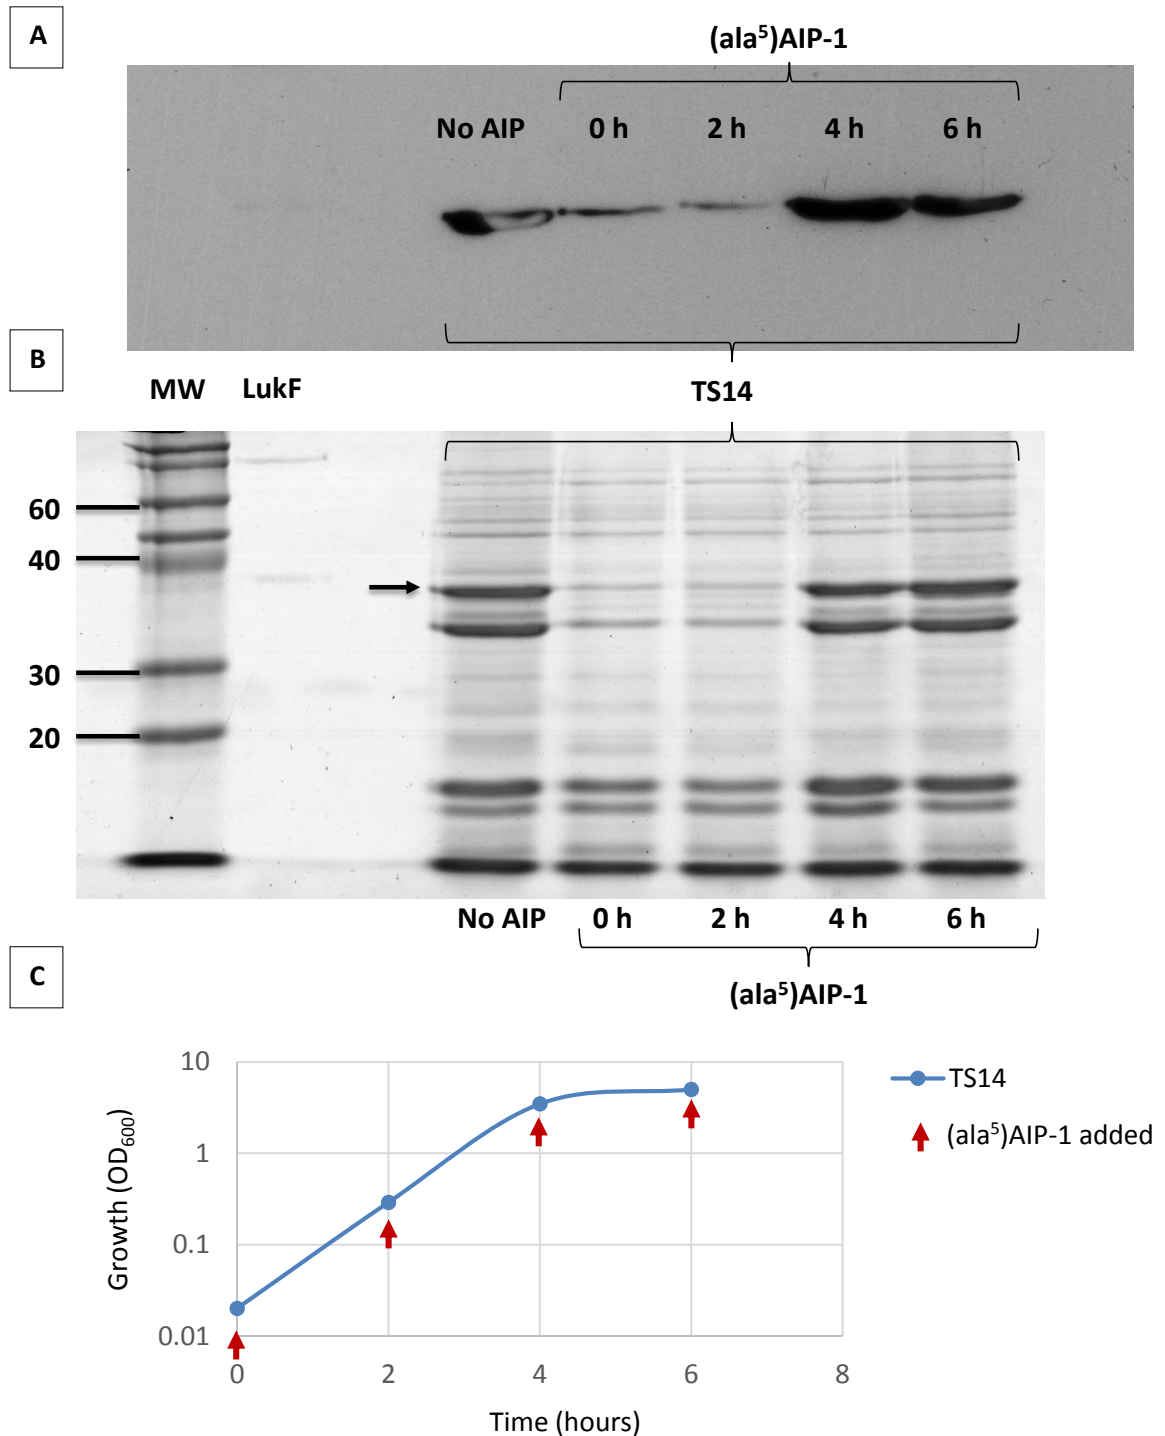 A
(ala⁵)AIP-1
No AIP 0 h 2 h 4 h 6 h
B
MW LukF TS14
60
40
30
20
No AIP 0 h 2 h 4 h 6 h
C
(ala⁵)AIP-1
10
1
0.1
0.01
Growth (OD₆₀₀)
0 2 4 6 8
Time (hours)
TS14
(ala⁵)AIP-1 added